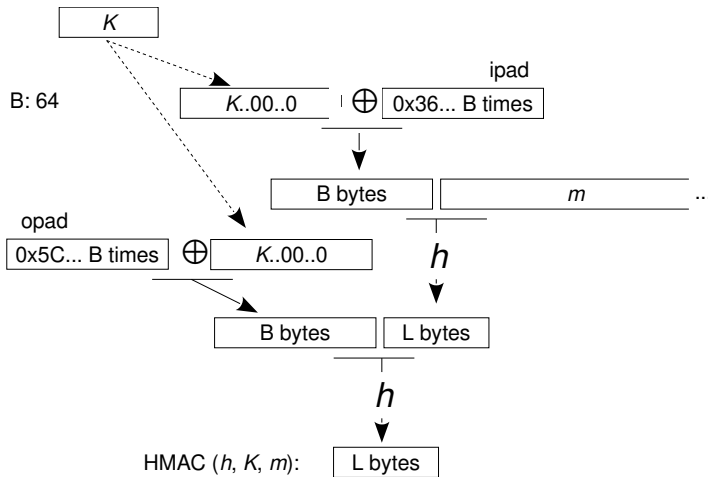 K
ipad
B: 64
K..00..0 ⊕ 0x36... B times
B bytes m ..
opad
0x5C... B times ⊕ K..00..0
h
B bytes L bytes
h
HMAC (h, K, m): L bytes